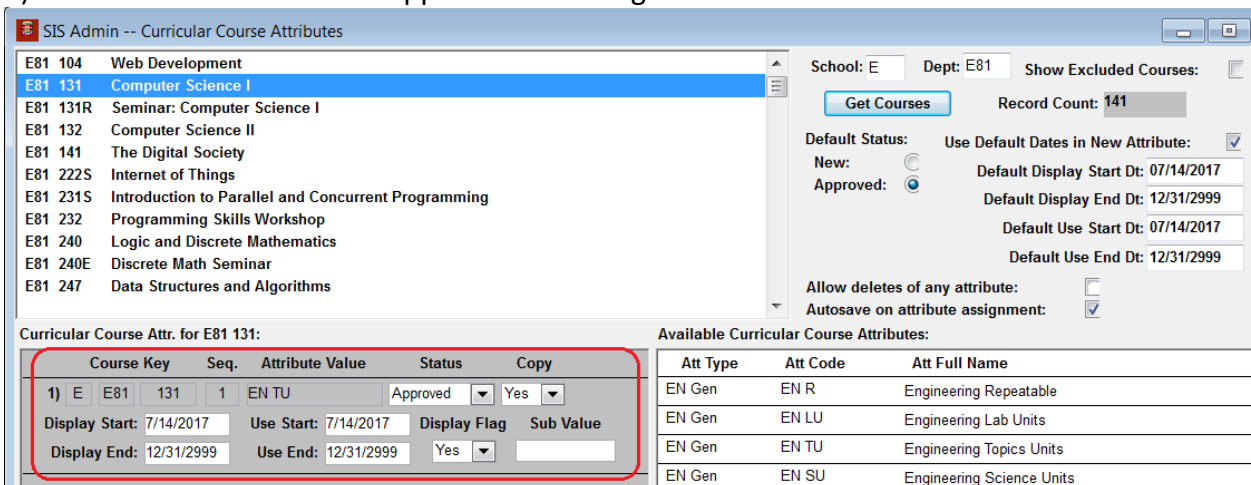 SIS Admin -- Curricular Course Attributes
E81 104 Web Development
E81 131 Computer Science I
E81 131R Seminar: Computer Science I
E81 132 Computer Science II
E81 141 The Digital Society
E81 222S Internet of Things
E81 231S Introduction to Parallel and Concurrent Programming
E81 232 Programming Skills Workshop
E81 240 Logic and Discrete Mathematics
E81 240E Discrete Math Seminar
E81 247 Data Structures and Algorithms
School: E Dept: E81 Show Excluded Courses:
Get Courses Record Count: 141
Default Status: Use Default Dates in New Attribute:
New:
Approved:
Default Display Start Dt: 07/14/2017
Default Display End Dt: 12/31/2999
Default Use Start Dt: 07/14/2017
Default Use End Dt: 12/31/2999
Allow deletes of any attribute:
Autosave on attribute assignment:
Curricular Course Attr. for E81 131:
Course Key Seq. Attribute Value Status Copy
1) E E81 131 1 EN TU Approved Yes
Display Start: 7/14/2017 Use Start: 7/14/2017 Display Flag Sub Value
Display End: 12/31/2999 Use End: 12/31/2999 Yes
Available Curricular Course Attributes:
Att Type Att Code Att Full Name
EN Gen EN R Engineering Repeatable
EN Gen EN LU Engineering Lab Units
EN Gen EN TU Engineering Topics Units
EN Gen EN SU Engineering Science Units